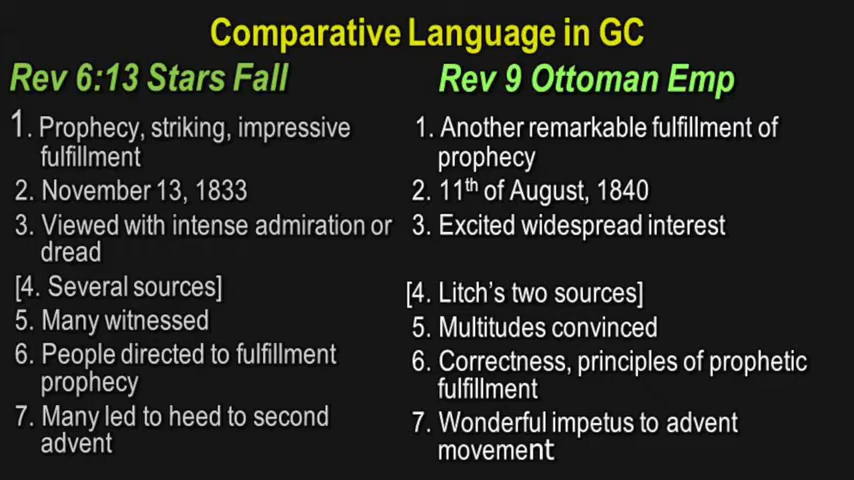 Comparative Language in GC
Rev 6:13 Stars Fall
1. Prophecy, striking, impressive
fulfillment
2. November 13, 1833
3. Viewed with intense admiration or
dread
[4. Several sources]
5. Many witnessed
6. People directed to fulfillment
prophecy
7. Many led to heed to second
advent
Rev 9 Ottoman Emp
1. Another remarkable fulfillment of
prophecy
2. 11th of August, 1840
3. Excited widespread interest
[4. Litch's two sources]
5. Multitudes convinced
6. Correctness, principles of prophetic
fulfillment
7. Wonderful impetus to advent
movement